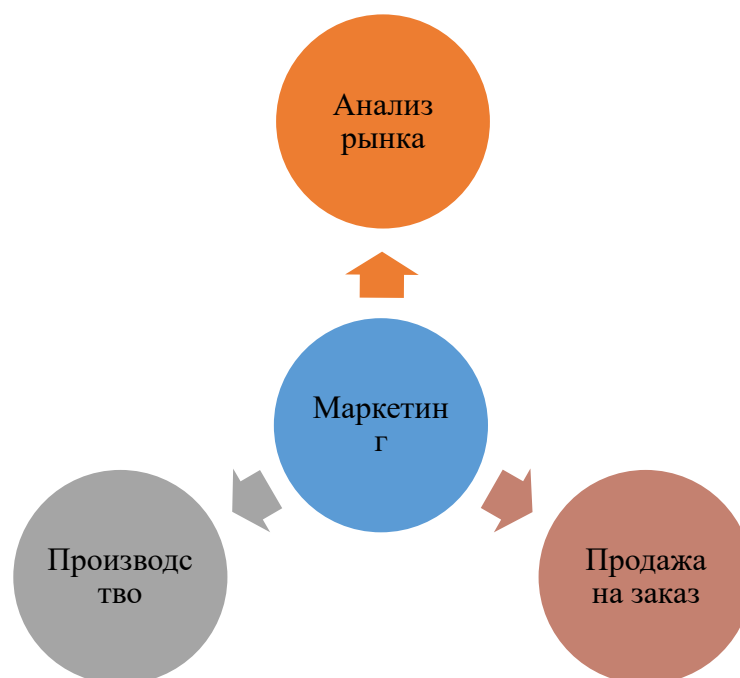 Анализ
рынка
Маркетин
г
Производс
тво
Продажа
на заказ